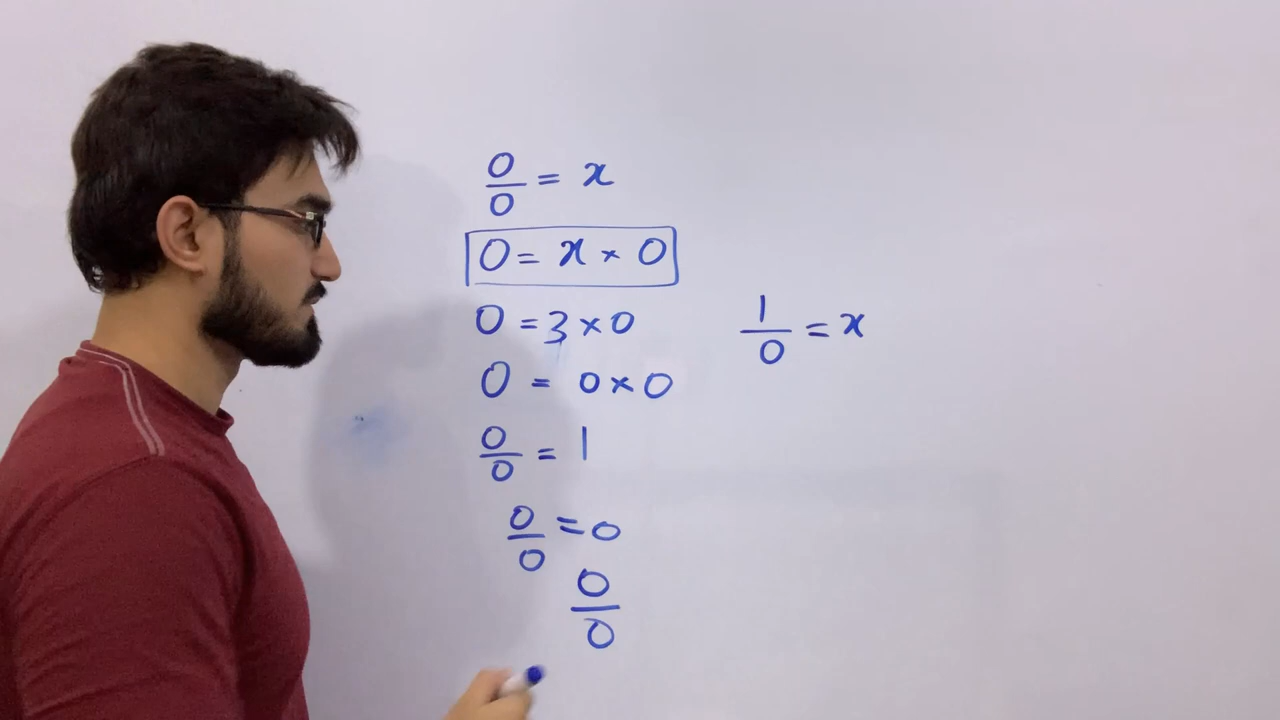 0/0 = x
0 = x × 0
0 = 3 × 0
0 = 0 × 0
0/0 = 1
0/0 = 0
0/0
1/0 = x